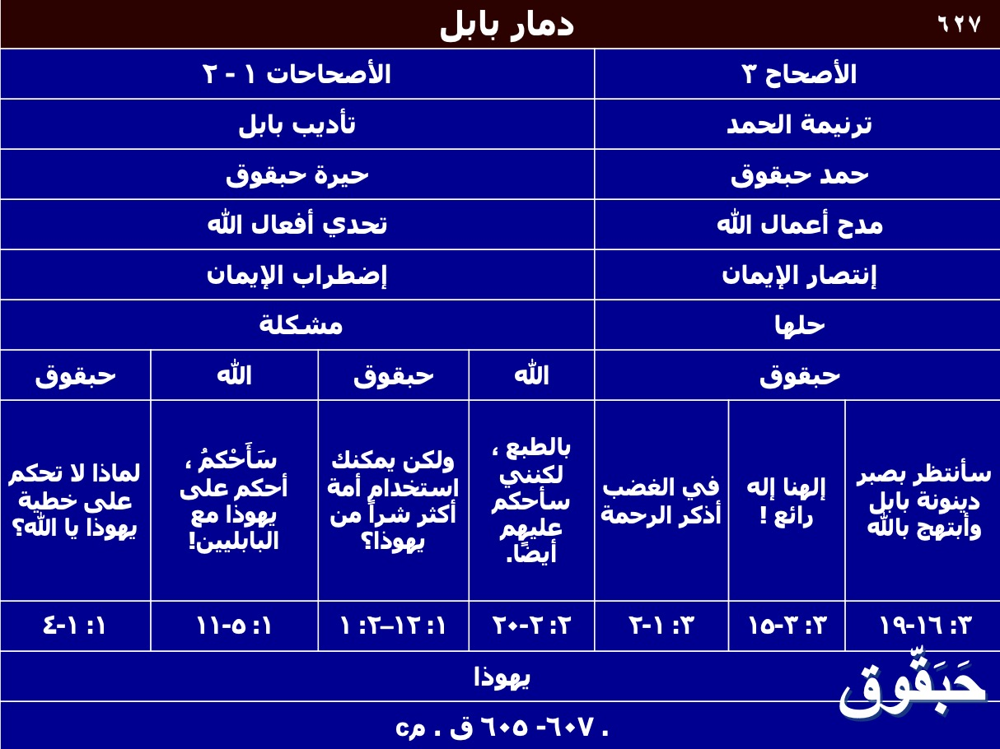 ٦٢٧
دمار بابل
الأصحاح ٣
الأصحاحات ١ - ٢
ترنيمة الحمد
تأديب بابل
حمد حبقوق
حيرة حبقوق
مدح أعمال الله
تحدي أفعال الله
إنتصار الإيمان
إضطراب الإيمان
حلها
مشكلة
حبقوق
الله
حبقوق
الله
حبقوق
سأنتظر بصبر
دينونة بابل
وأبتهج بالله
إلهنا إله
رائع !
في الغضب
أذكر الرحمة
بالطبع ،
لكنني
سأحكم
عليهم
أيضًا.
ولكن يمكنك
استخدام أمة
أكثر شراً من
يهوذا؟
سَأَحْكمُ ،
أحكم على
يهوذا مع
البابليين!
لماذا لا تحكم
على خطية
يهوذا يا الله؟
٣: ١٦-١٩
٣: ٣-١٥
٣: ١-٢
٢: ٢-٢٠
١: ١٢–٢: ١
١: ٥-١١
١: ١-٤
حَبَقّوق
يهوذا
. ٦٠٧- ٦٠٥ ق . مc